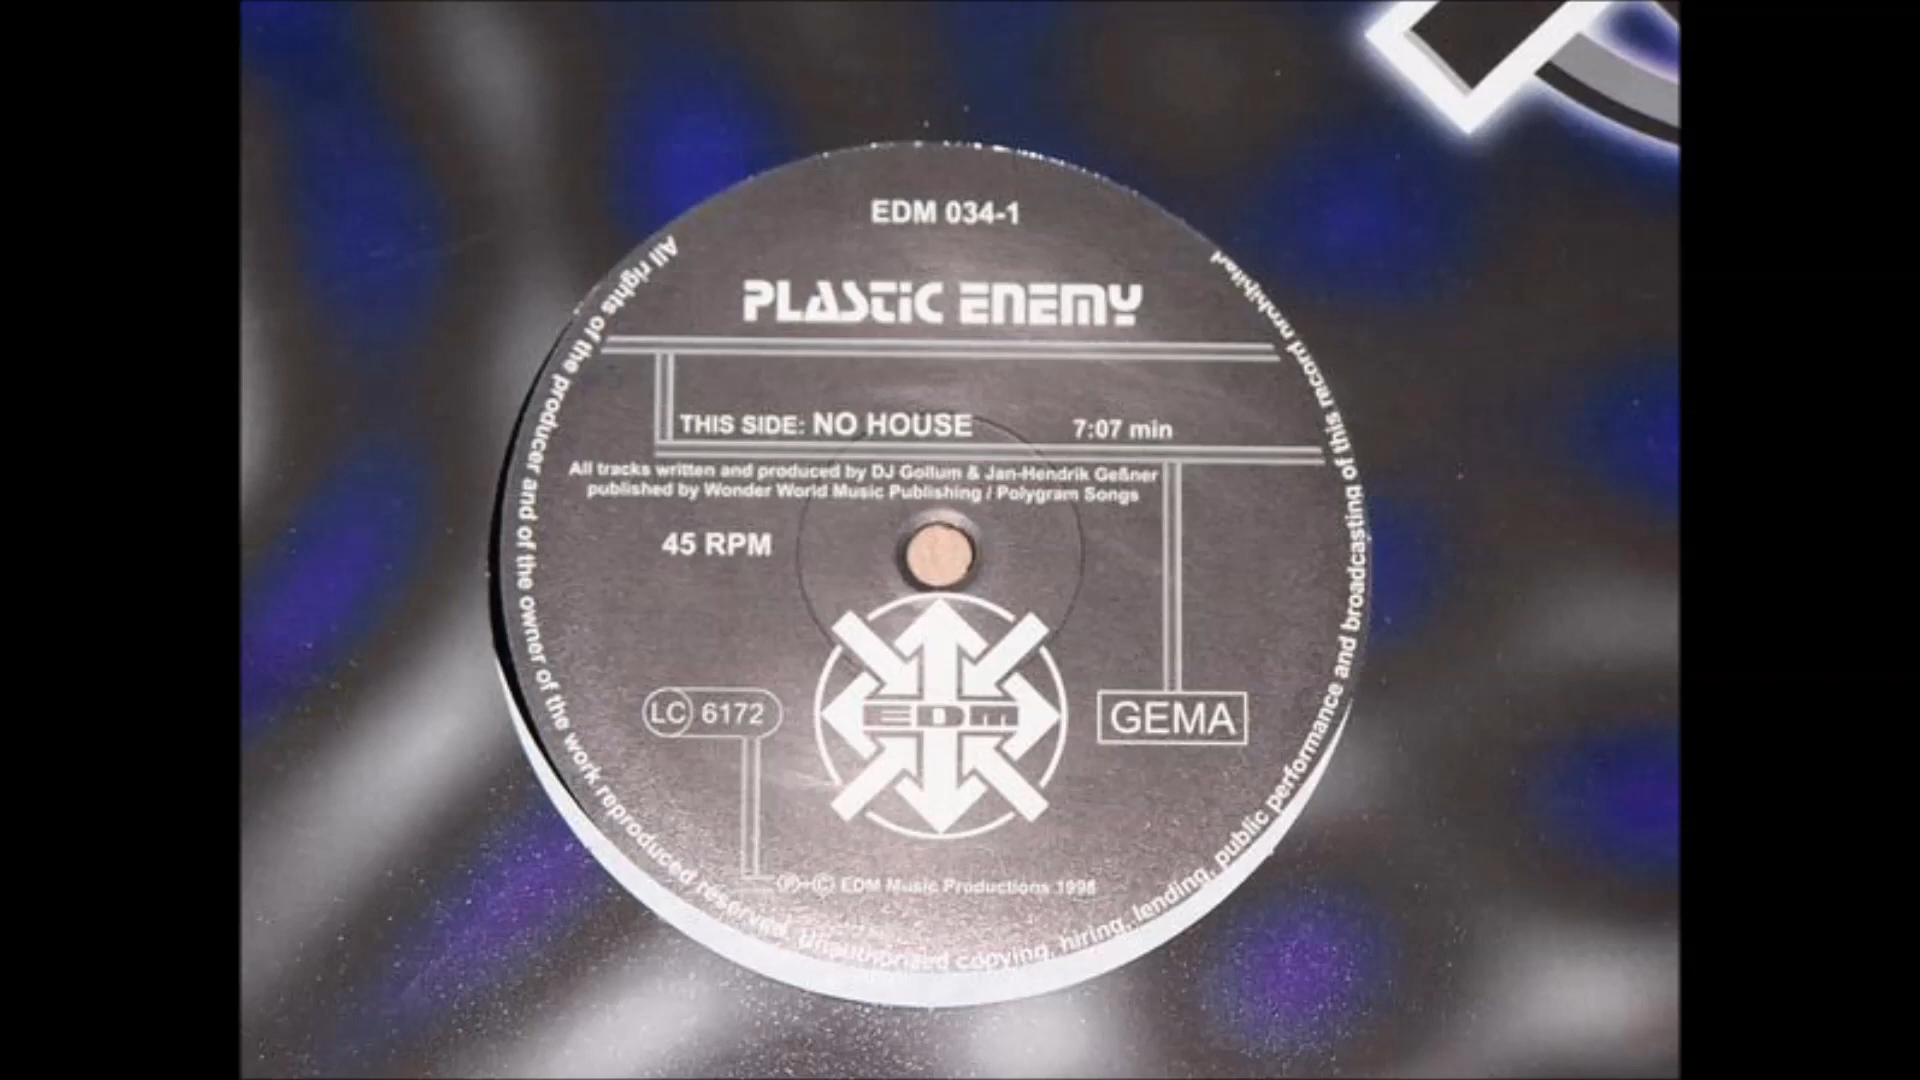 EDM 034-1
PLASTIC ENEMY
THIS SIDE: NO HOUSE 7:07 min
All tracks written and produced by DJ Gollum & Jan-Hendrik Geßner
published by Wonder World Music Publishing / Polygram Songs
45 RPM
LC 6172
EDM
GEMA
℗+© EDM Music Productions 1998
All rights of the producer and of the owner of the work reproduced reserved. Unauthorized copying, hiring, lending, public performance and broadcasting of this record prohibited